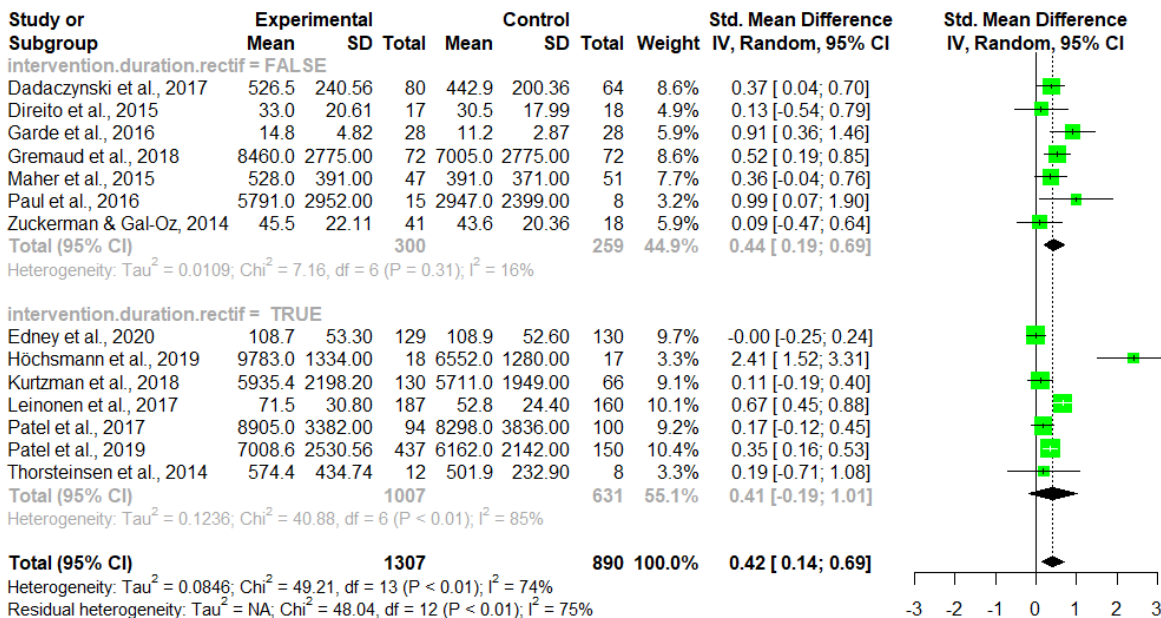 Study or Experimental Control Std. Mean Difference Std. Mean Difference
Subgroup Mean SD Total Mean SD Total Weight IV, Random, 95% CI IV, Random, 95% CI
intervention.duration.rectif = FALSE
Dadaczynski et al., 2017 526.5 240.56 80 442.9 200.36 64 8.6% 0.37 [ 0.04; 0.70]
Direito et al., 2015 33.0 20.61 17 30.5 17.99 18 4.9% 0.13 [-0.54; 0.79]
Garde et al., 2016 14.8 4.82 28 11.2 2.87 28 5.9% 0.91 [ 0.36; 1.46]
Gremaud et al., 2018 8460.0 2775.00 72 7005.0 2775.00 72 8.6% 0.52 [ 0.19; 0.85]
Maher et al., 2015 528.0 391.00 47 391.0 371.00 51 7.7% 0.36 [-0.04; 0.76]
Paul et al., 2016 5791.0 2952.00 15 2947.0 2399.00 8 3.2% 0.99 [ 0.07; 1.90]
Zuckerman & Gal-Oz, 2014 45.5 22.11 41 43.6 20.36 18 5.9% 0.09 [-0.47; 0.64]
Total (95% CI) 300 259 44.9% 0.44 [ 0.19; 0.69]
Heterogeneity: Tau² = 0.0109; Chi² = 7.16, df = 6 (P = 0.31); I² = 16%
intervention.duration.rectif = TRUE
Edney et al., 2020 108.7 53.30 129 108.9 52.60 130 9.7% -0.00 [-0.25; 0.24]
Höchsmann et al., 2019 9783.0 1334.00 18 6552.0 1280.00 17 3.3% 2.41 [ 1.52; 3.31]
Kurtzman et al., 2018 5935.4 2198.20 130 5711.0 1949.00 66 9.1% 0.11 [-0.19; 0.40]
Leinonen et al., 2017 71.5 30.80 187 52.8 24.40 160 10.1% 0.67 [ 0.45; 0.88]
Patel et al., 2017 8905.0 3382.00 94 8298.0 3836.00 100 9.2% 0.17 [-0.12; 0.45]
Patel et al., 2019 7008.6 2530.56 437 6162.0 2142.00 150 10.4% 0.35 [ 0.16; 0.53]
Thorsteinsen et al., 2014 574.4 434.74 12 501.9 232.90 8 3.3% 0.19 [-0.71; 1.08]
Total (95% CI) 1007 631 55.1% 0.41 [ -0.19; 1.01]
Heterogeneity: Tau² = 0.1236; Chi² = 40.88, df = 6 (P < 0.01); I² = 85%
Total (95% CI) 1307 890 100.0% 0.42 [ 0.14; 0.69]
Heterogeneity: Tau² = 0.0846; Chi² = 49.21, df = 13 (P < 0.01); I² = 74%
Residual heterogeneity: Tau² = NA; Chi² = 48.04, df = 12 (P < 0.01); I² = 75%
-3 -2 -1 0 1 2 3